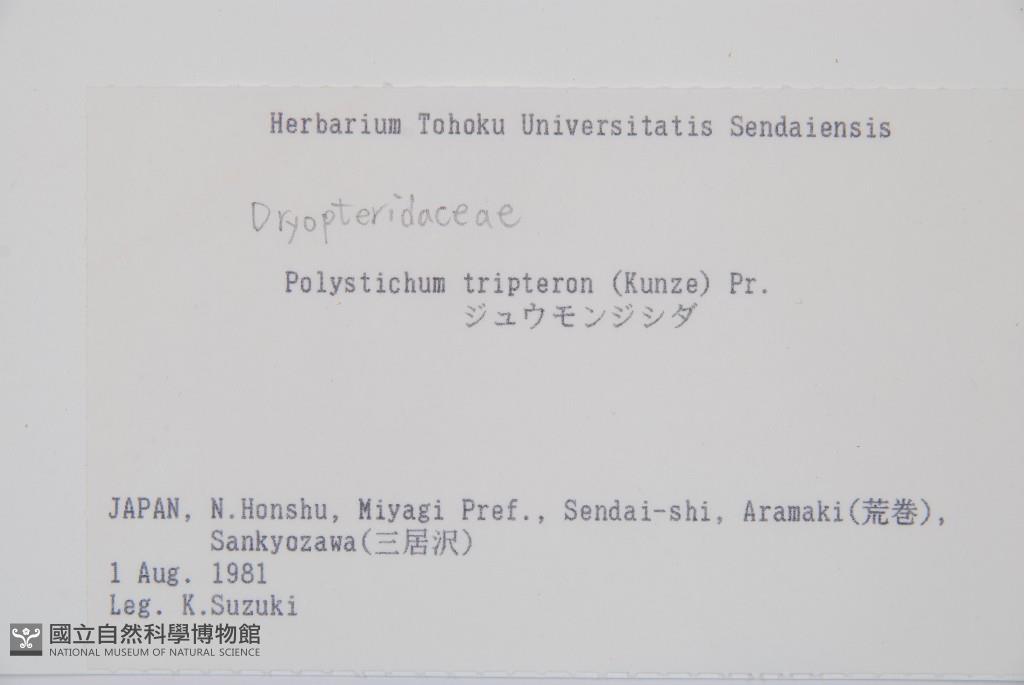 Herbarium Tohoku Universitatis Sendaiensis
Dryopteridaceae
Polystichum tripteron (Kunze) Pr.
ジュウモンジシダ
JAPAN, N.Honshu, Miyagi Pref., Sendai-shi, Aramaki(荒巻),
Sankyozawa(三居沢)
1 Aug. 1981
Leg. K.Suzuki
國立自然科學博物館
NATIONAL MUSEUM OF NATURAL SCIENCE